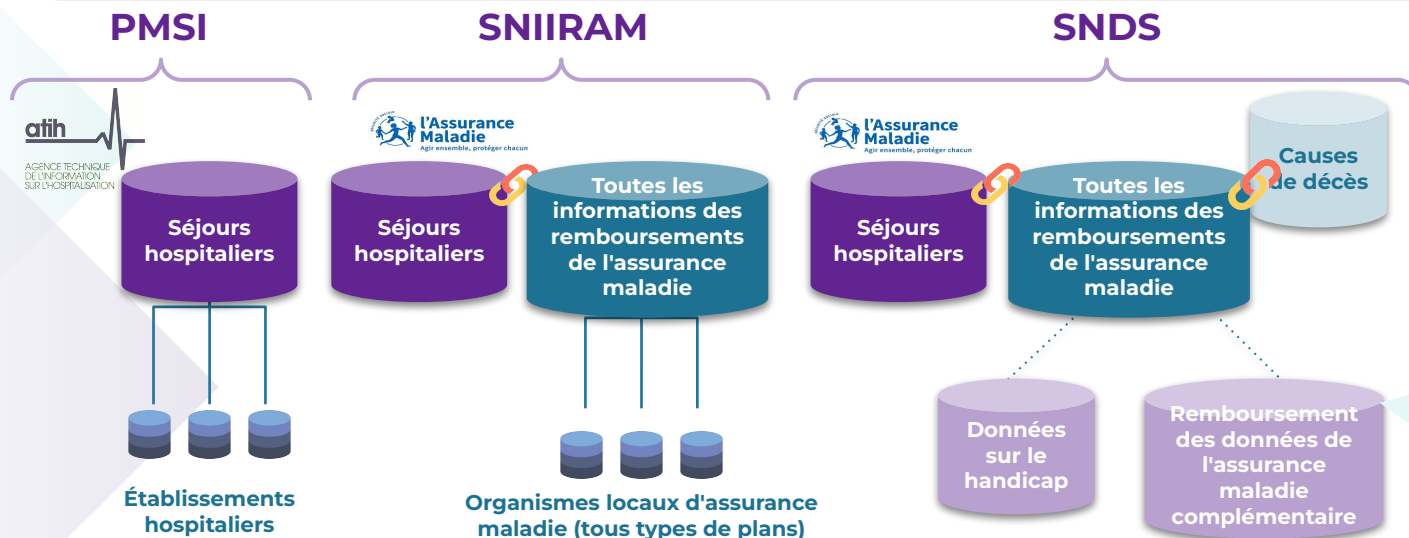 PMSI
SNIIRAM
SNDS
atih
AGENCE TECHNIQUE
DE L'INFORMATION
SUR L'HOSPITALISATION
Séjours
hospitaliers
Établissements
hospitaliers
l'Assurance
Maladie
Agir ensemble, protéger chacun
Séjours
hospitaliers
Toutes les
informations des
remboursements
de l'assurance
maladie
Organismes locaux d'assurance
maladie (tous types de plans)
l'Assurance
Maladie
Agir ensemble, protéger chacun
Séjours
hospitaliers
Toutes les
informations des
remboursements
de l'assurance
maladie
Causes
de décès
Données
sur le
handicap
Remboursement
des données de
l'assurance
maladie
complémentaire